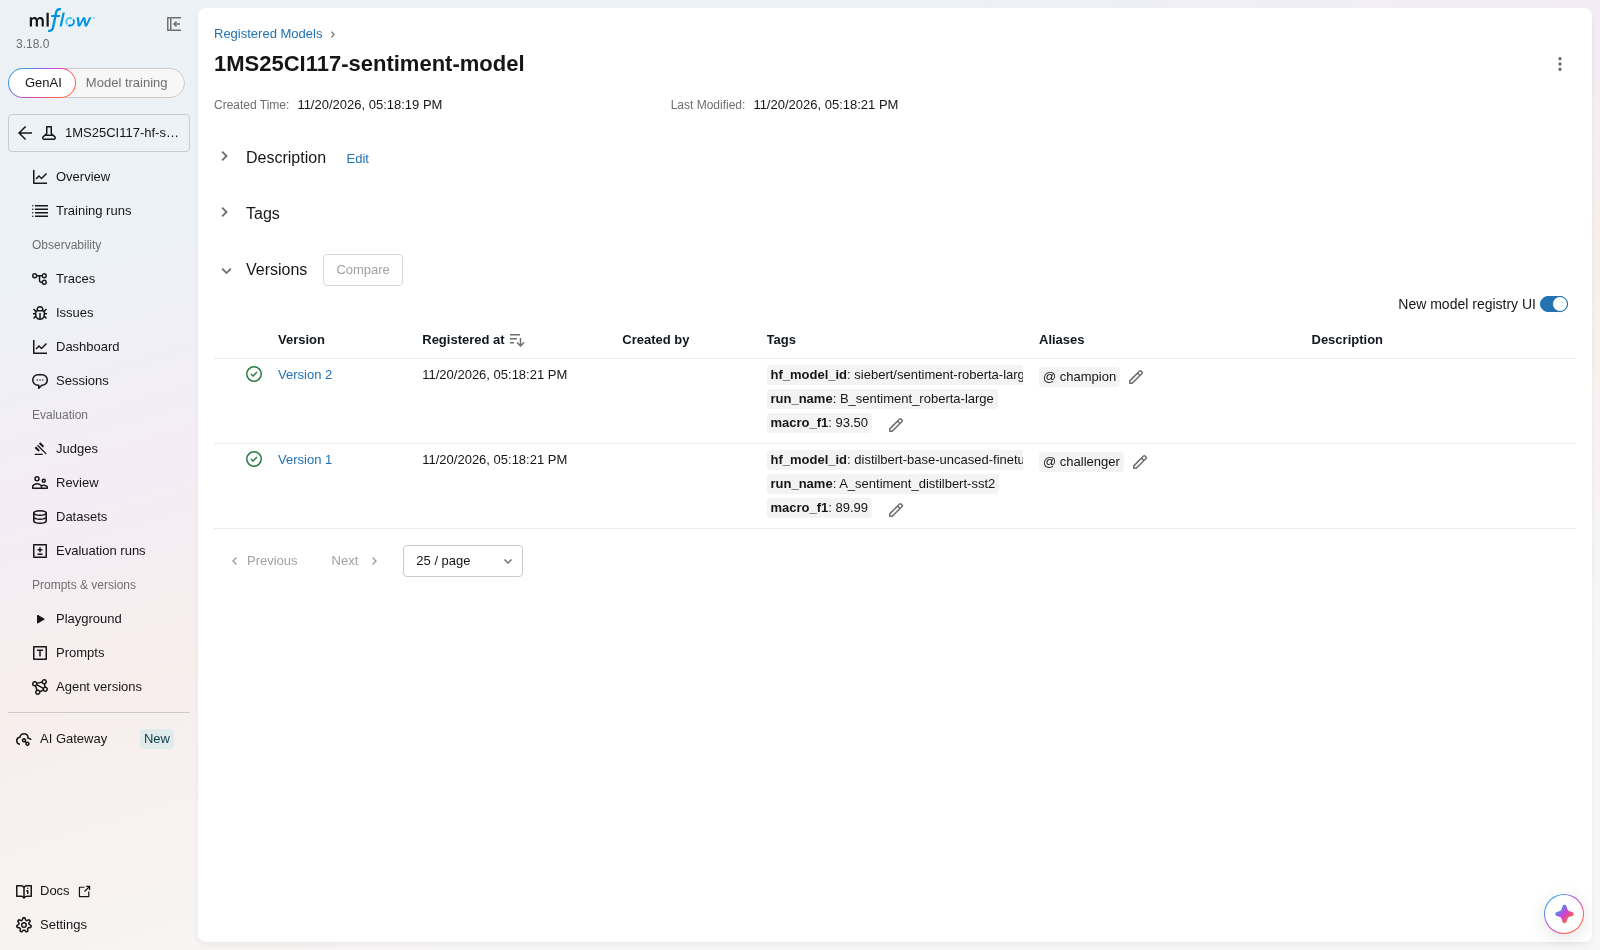 mlflow
3.18.0
GenAI Model training
1MS25CI117-hf-s...
Overview
Training runs
Observability
Traces
Issues
Dashboard
Sessions
Evaluation
Judges
Review
Datasets
Evaluation runs
Prompts & versions
Playground
Prompts
Agent versions
AI Gateway New
Docs
Settings
Registered Models
1MS25CI117-sentiment-model
Created Time: 11/20/2026, 05:18:19 PM Last Modified: 11/20/2026, 05:18:21 PM
Description Edit
Tags
Versions Compare
New model registry UI
Version Registered at Created by Tags Aliases Description
Version 2 11/20/2026, 05:18:21 PM hf_model_id: siebert/sentiment-roberta-larg @ champion
run_name: B_sentiment_roberta-large
macro_f1: 93.50
Version 1 11/20/2026, 05:18:21 PM hf_model_id: distilbert-base-uncased-finetu @ challenger
run_name: A_sentiment_distilbert-sst2
macro_f1: 89.99
Previous Next 25 / page